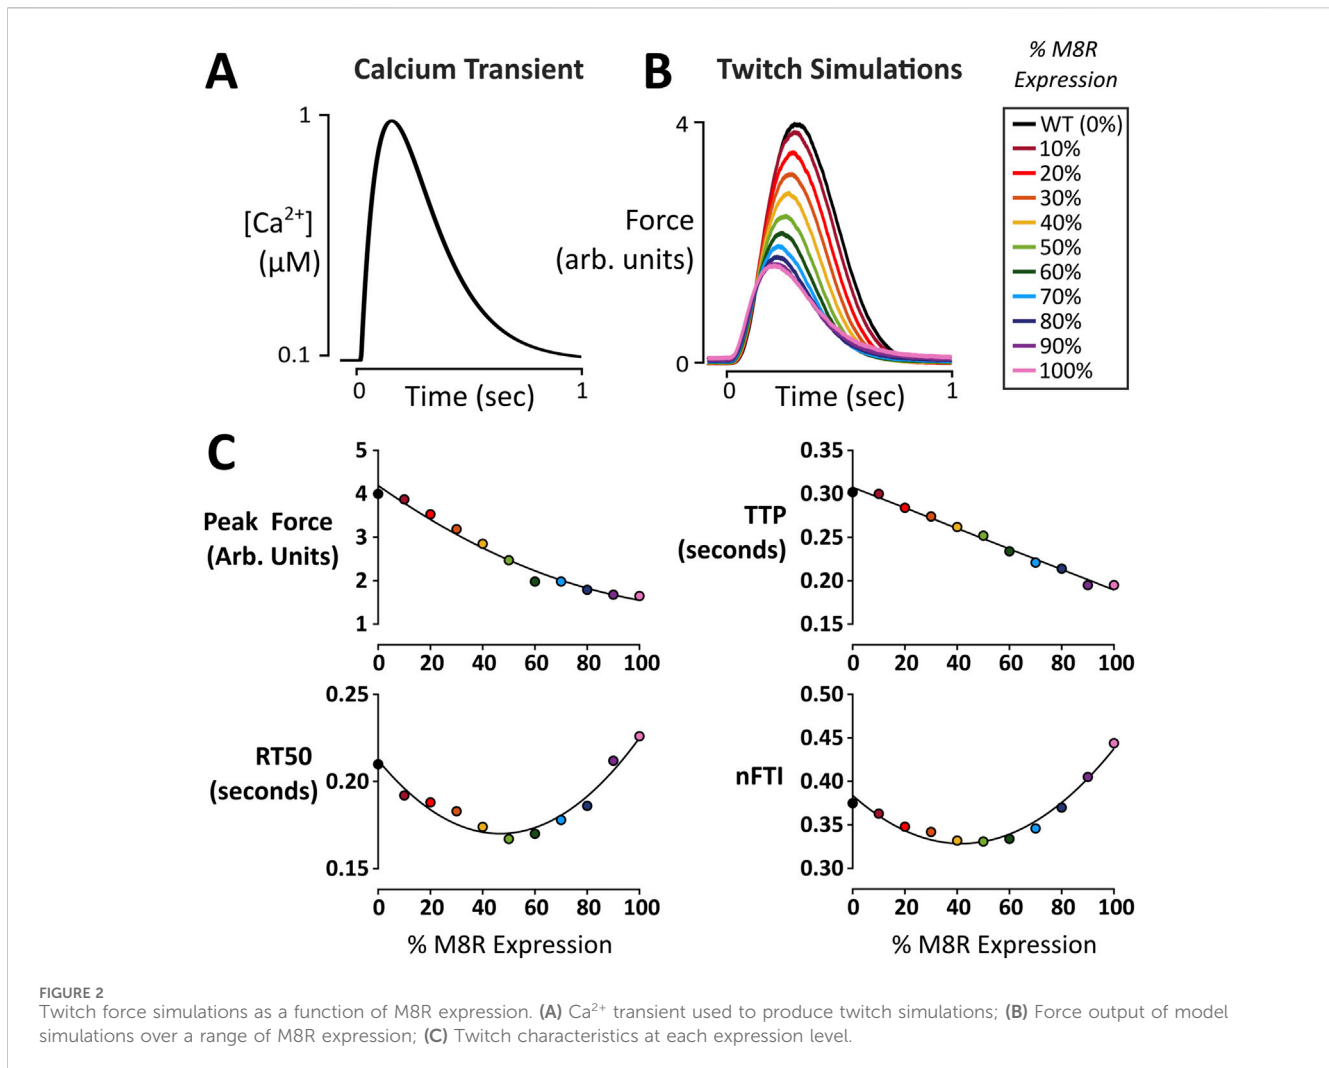 A
Calcium Transient
1
[Ca²⁺]
(μM)
0.1
0
1
Time (sec)
B
Twitch Simulations
4
Force
(arb. units)
0
0
1
Time (sec)
% M8R
Expression
WT (0%)
10%
20%
30%
40%
50%
60%
70%
80%
90%
100%
C
Peak Force
(Arb. Units)
5
4
3
2
1
0 20 40 60 80 100
TTP
(seconds)
0.35
0.30
0.25
0.20
0.15
0 20 40 60 80 100
RT50
(seconds)
0.25
0.20
0.15
0 20 40 60 80 100
% M8R Expression
nFTI
0.50
0.45
0.40
0.35
0.30
0 20 40 60 80 100
% M8R Expression
FIGURE 2
Twitch force simulations as a function of M8R expression. (A) Ca²⁺ transient used to produce twitch simulations; (B) Force output of model
simulations over a range of M8R expression; (C) Twitch characteristics at each expression level.